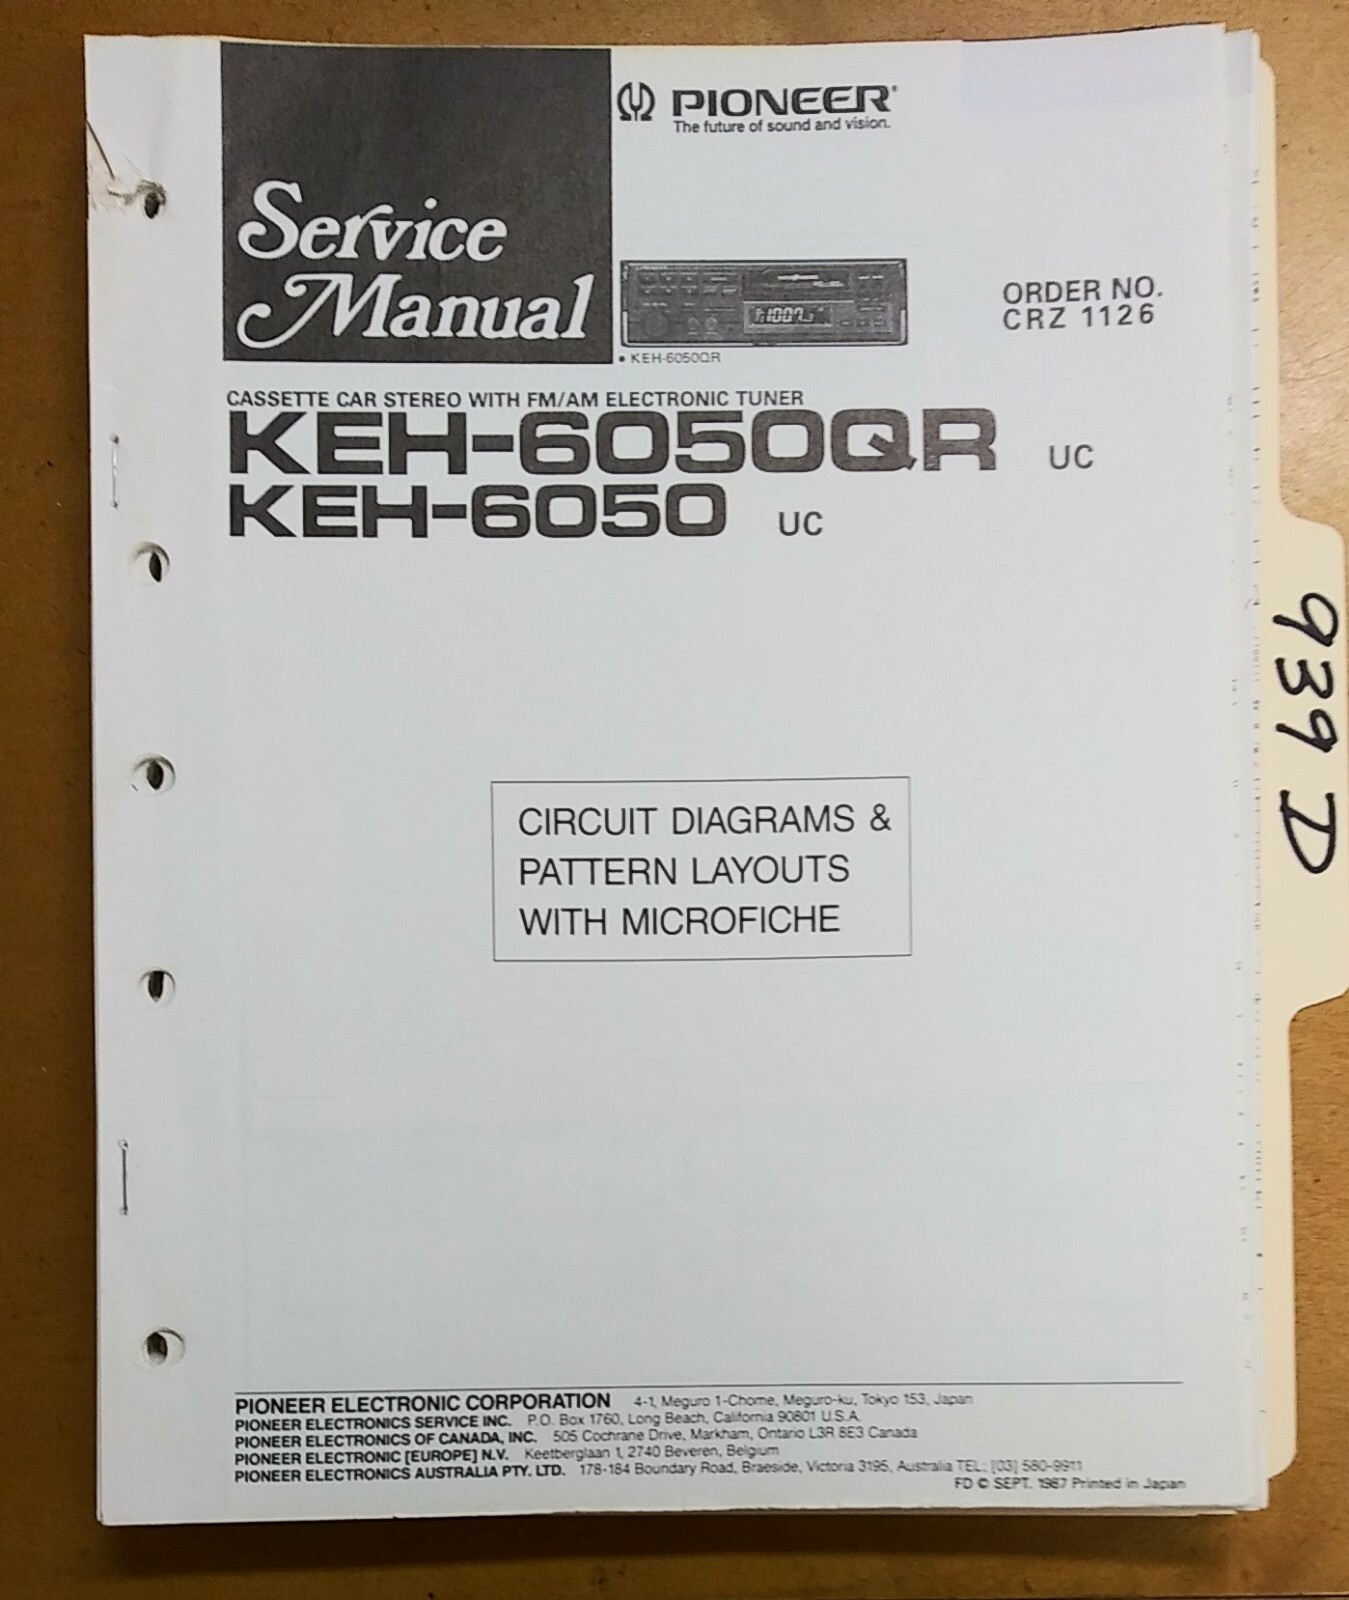 PIONEER
The future of sound and vision.
Service
Manual
ORDER NO.
CRZ 1126
• KEH-6050QR
CASSETTE CAR STEREO WITH FM/AM ELECTRONIC TUNER
KEH-6050QR UC
KEH-6050 UC
939 D
CIRCUIT DIAGRAMS &
PATTERN LAYOUTS
WITH MICROFICHE
PIONEER ELECTRONIC CORPORATION 4-1, Meguro 1-Chome, Meguro-ku, Tokyo 153, Japan
PIONEER ELECTRONICS SERVICE INC. P.O. Box 1760, Long Beach, California 90801 U.S.A.
PIONEER ELECTRONICS OF CANADA, INC. 505 Cochrane Drive, Markham, Ontario L3R 8E3 Canada
PIONEER ELECTRONIC [EUROPE] N.V. Keetberglaan 1, 2740 Beveren, Belgium
PIONEER ELECTRONICS AUSTRALIA PTY. LTD. 178-184 Boundary Road, Braeside, Victoria 3195, Australia TEL: [03] 580-9911
FD © SEPT. 1987 Printed in Japan